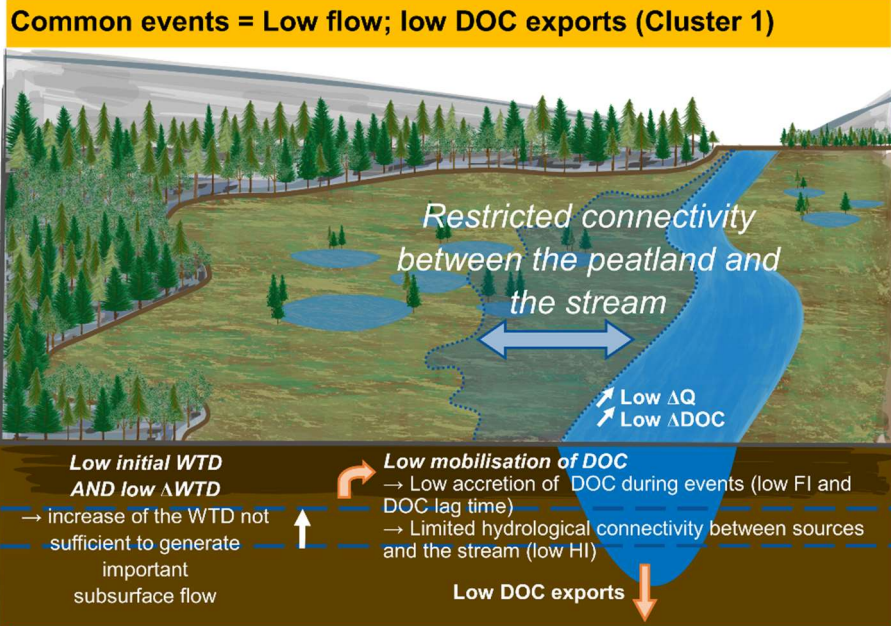 Common events = Low flow; low DOC exports (Cluster 1)
Restricted connectivity
between the peatland and
the stream
Low ΔQ
Low ΔDOC
Low initial WTD
AND low ΔWTD
→ increase of the WTD not
sufficient to generate
important
subsurface flow
Low mobilisation of DOC
→ Low accretion of DOC during events (low FI and
DOC lag time)
→ Limited hydrological connectivity between sources
and the stream (low HI)
Low DOC exports